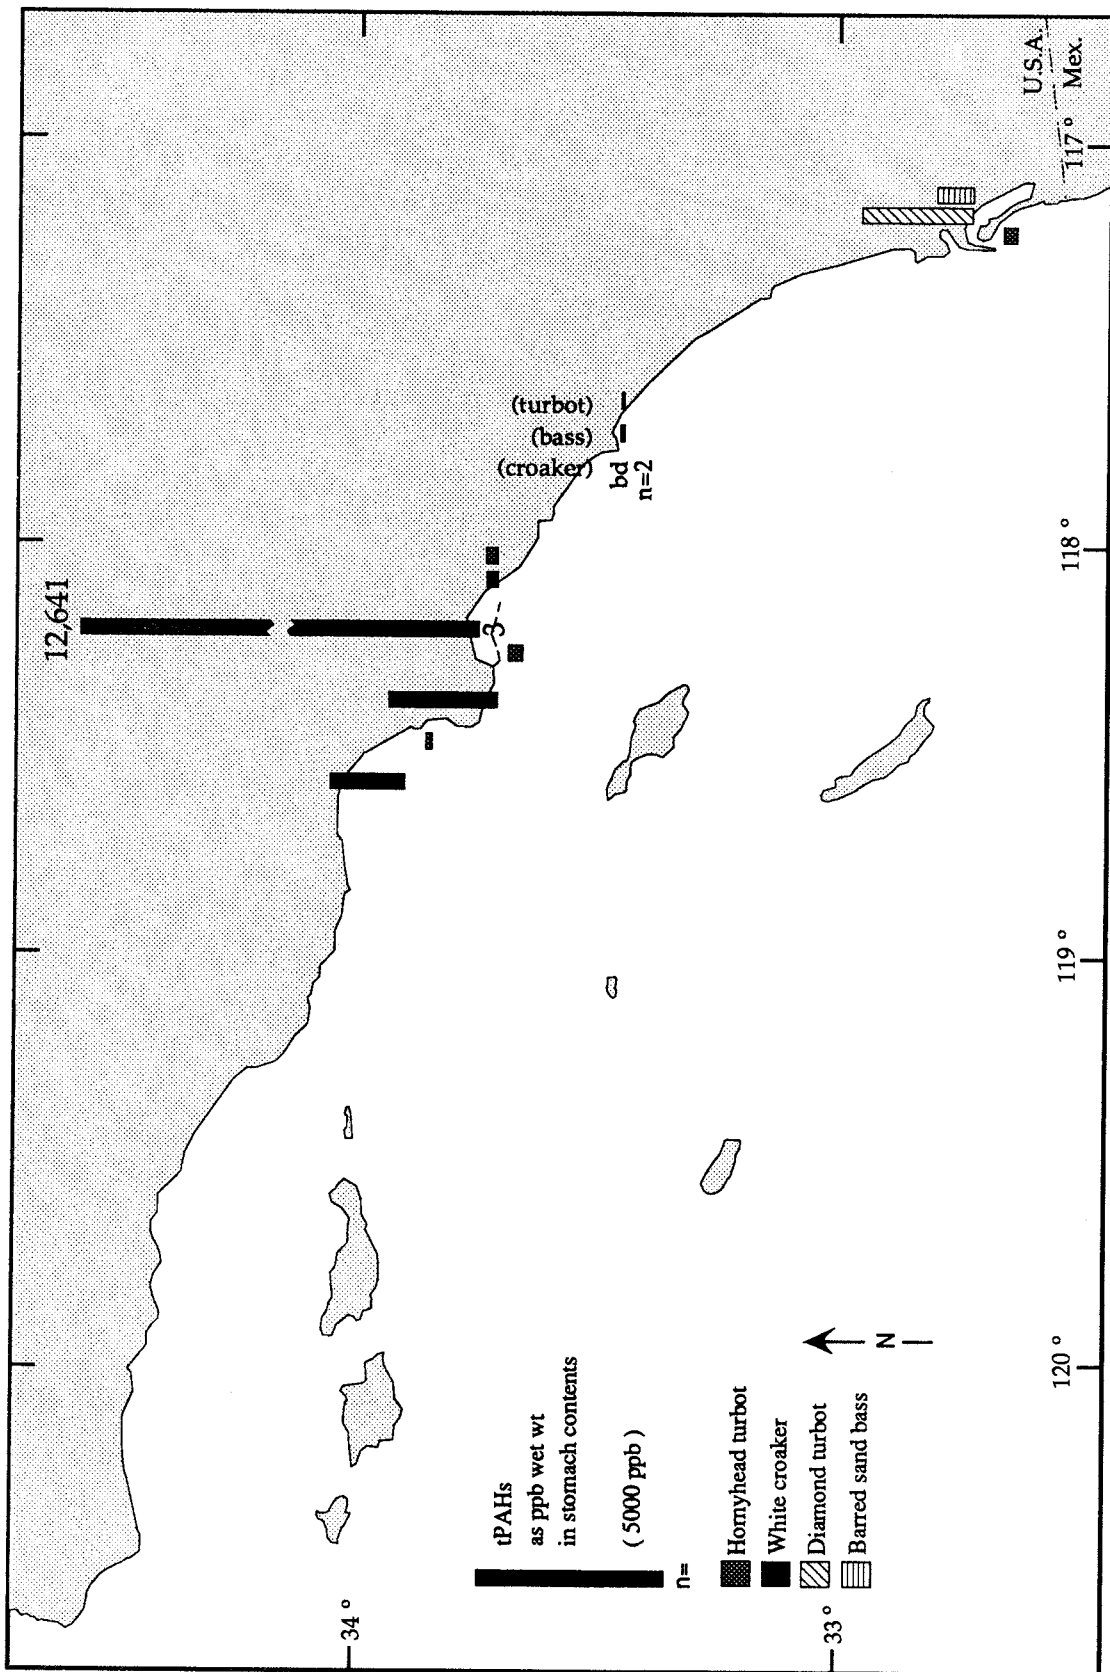 12,641
U.S.A.
Mex.
(turbot)
(bass)
(croaker)
bd
n=2
3
34 °
33 °
120 °
119 °
118 °
117 °
N
tPAHs
as ppb wet wt
in stomach contents
( 5000 ppb )
n=
Hornyhead turbot
White croaker
Diamond turbot
Barred sand bass